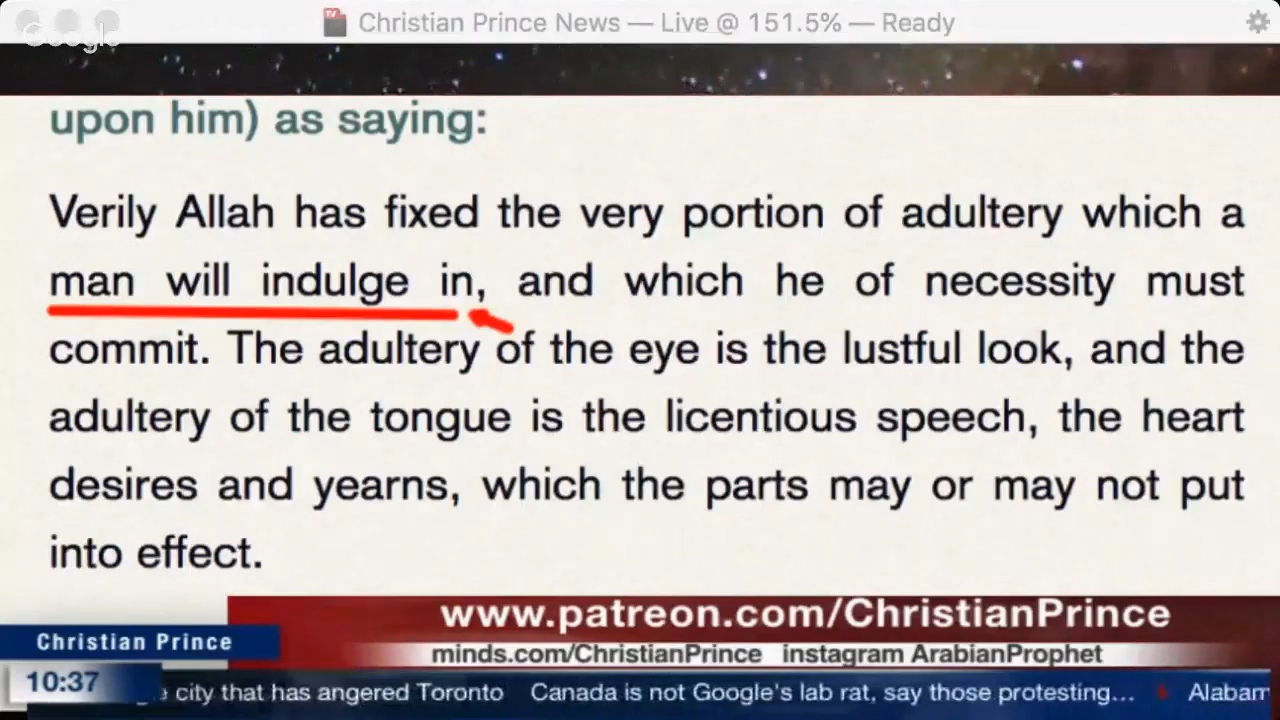 Christian Prince News — Live @ 151.5% — Ready
Google
upon him) as saying:
Verily Allah has fixed the very portion of adultery which a
man will indulge in, and which he of necessity must
commit. The adultery of the eye is the lustful look, and the
adultery of the tongue is the licentious speech, the heart
desires and yearns, which the parts may or may not put
into effect.
www.patreon.com/ChristianPrince
Christian Prince
minds.com/ChristianPrince instagram ArabianProphet
10:37
e city that has angered Toronto Canada is not Google's lab rat, say those protesting... Alabam